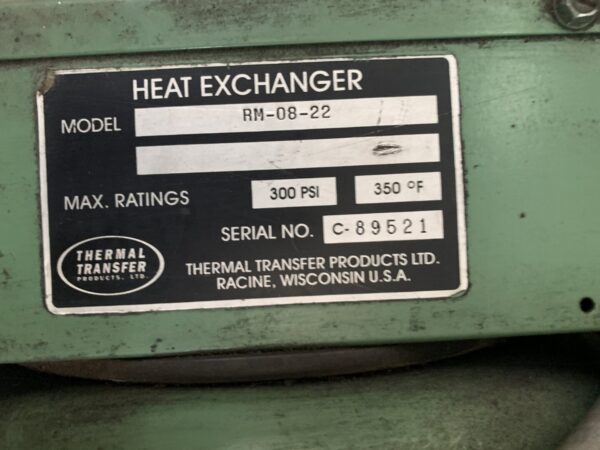 HEAT EXCHANGER
MODEL RM-08-22
MAX. RATINGS 300 PSI 350 °F
SERIAL NO. C-89521
THERMAL
TRANSFER
PRODUCTS, LTD.
THERMAL TRANSFER PRODUCTS LTD.
RACINE, WISCONSIN U.S.A.